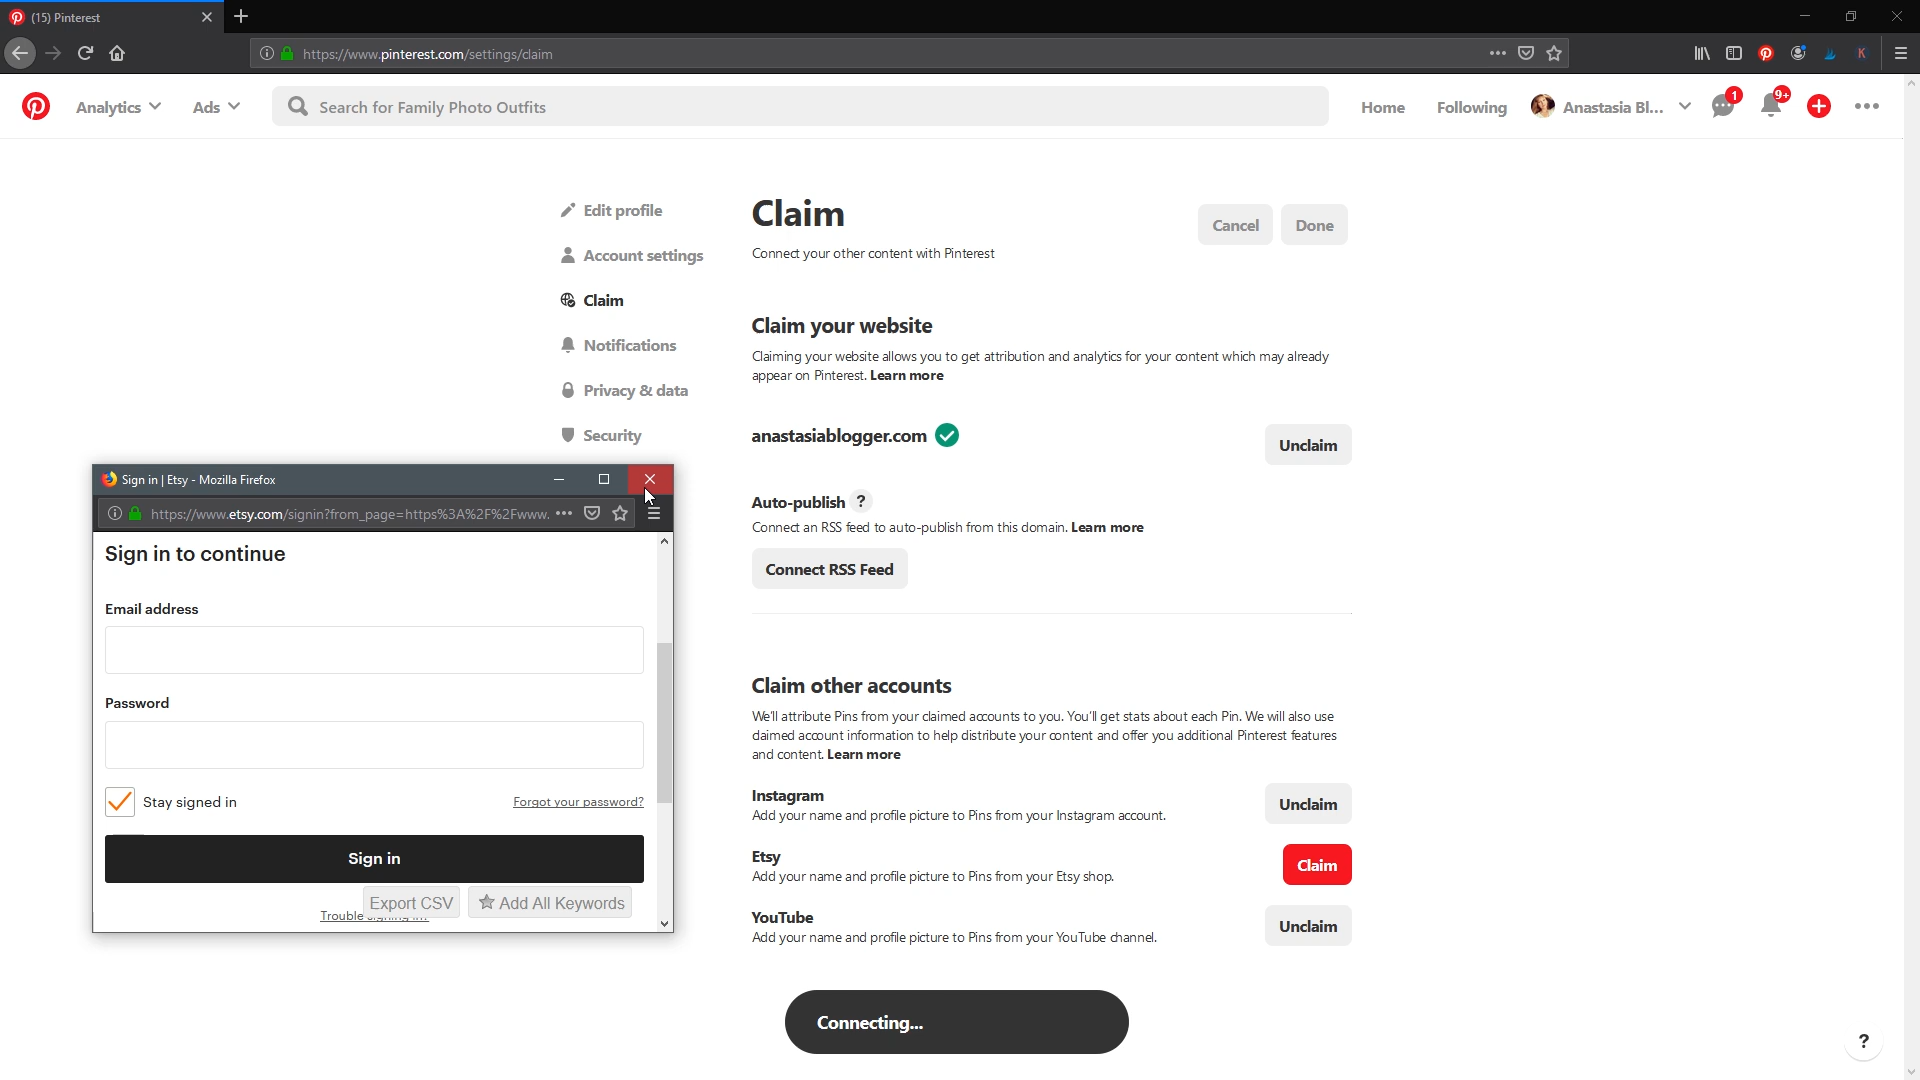 (15) Pinterest
https://www.pinterest.com/settings/claim
K
Analytics
Ads
Search for Family Photo Outfits
Home
Following
Anastasia Bl...
1
9+
Edit profile
Account settings
Claim
Notifications
Privacy & data
Security
Claim
Connect your other content with Pinterest
Cancel
Done
Claim your website
Claiming your website allows you to get attribution and analytics for your content which may already
appear on Pinterest. Learn more
anastasiablogger.com
Unclaim
Auto-publish ?
Connect an RSS feed to auto-publish from this domain. Learn more
Connect RSS Feed
Claim other accounts
We'll attribute Pins from your claimed accounts to you. You'll get stats about each Pin. We will also use
claimed account information to help distribute your content and offer you additional Pinterest features
and content. Learn more
Instagram
Add your name and profile picture to Pins from your Instagram account.
Unclaim
Etsy
Add your name and profile picture to Pins from your Etsy shop.
Claim
YouTube
Add your name and profile picture to Pins from your YouTube channel.
Unclaim
Connecting...
?
Sign in | Etsy - Mozilla Firefox
https://www.etsy.com/signin?from_page=https%3A%2F%2Fwww.
Sign in to continue
Email address
Password
Stay signed in
Forgot your password?
Sign in
Export CSV
Add All Keywords
Trouble